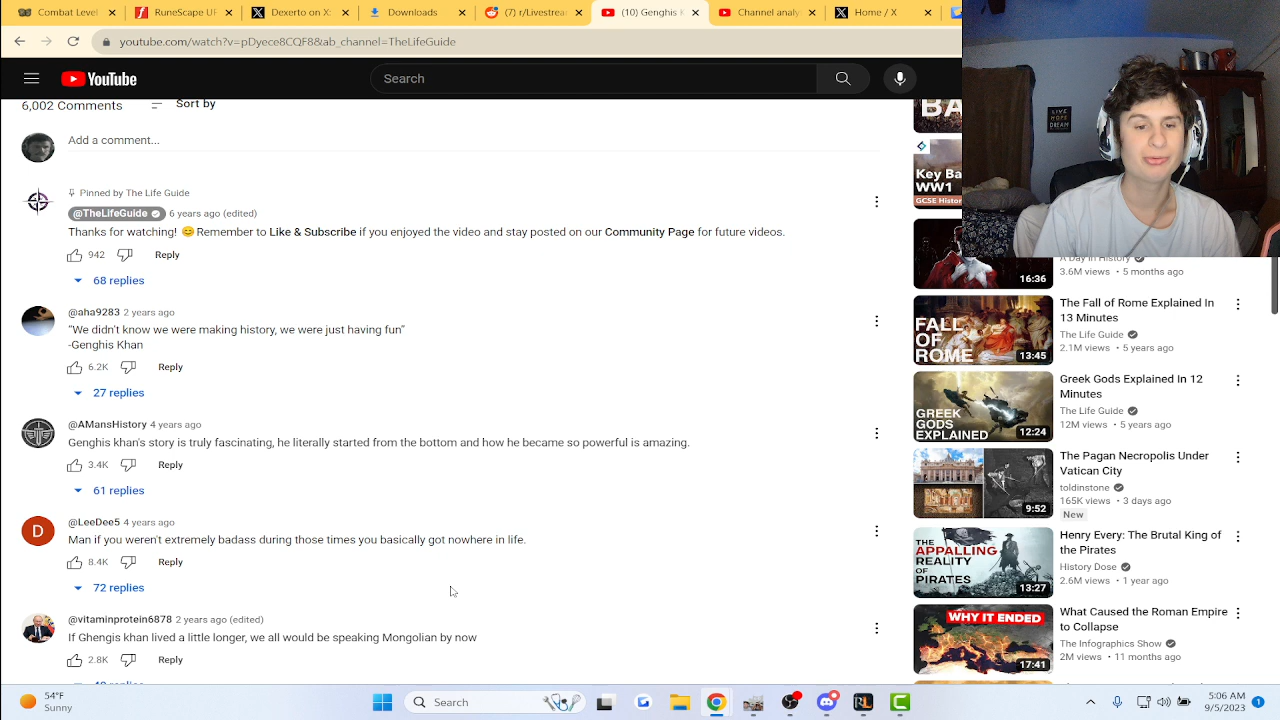 (10) Genghis K
Channel analy
Home / X
Downloads
(7) r/Livestrea
Dexerto on X:
youtube.com/watch?v=pDyece8CQF8&ab_channel=TheLifeGuide
YouTube
Search
6,002 Comments
Sort by
Add a comment...
Pinned by The Life Guide
@TheLifeGuide 6 years ago (edited)
Thanks for watching! 😊 Remember to Like & Subscribe if you enjoyed the video and stay posted on our Community Page for future videos.
942
Reply
68 replies
@aha9283 2 years ago
"We didn't know we were making history, we were just having fun"
-Genghis Khan
6.2K
Reply
27 replies
@AMansHistory 4 years ago
Genghis khan's story is truly fascinating. How it started from the bottom and how he became so powerful is amazing.
3.4K
Reply
61 replies
@LeeDee5 4 years ago
Man if you weren't extremely badass during those times you basically got nowhere in life.
8.4K
Reply
72 replies
@vitaminprotein6878 2 years ago (edited)
If Ghengis khan lived a little longer, we all would be speaking Mongolian by now
2.8K
Reply
BA
Key Ba
WW1
GCSE Histor
LIVE
HOPE
DREAM
16:36
A Day In History
3.6M views • 5 months ago
FALL
OF
ROME
13:45
The Fall of Rome Explained In
13 Minutes
The Life Guide
2.1M views • 5 years ago
GREEK
GODS
EXPLAINED
12:24
Greek Gods Explained In 12
Minutes
The Life Guide
12M views • 5 years ago
9:52
The Pagan Necropolis Under
Vatican City
toldinstone
165K views • 3 days ago
New
THE
APPALLING
REALITY
OF
PIRATES
13:27
Henry Every: The Brutal King of
the Pirates
History Dose
2.6M views • 1 year ago
WHY IT ENDED
17:41
What Caused the Roman Empire
to Collapse
The Infographics Show
2M views • 11 months ago
54°F
Sunny
Search
5:06 AM
9/5/2023
1